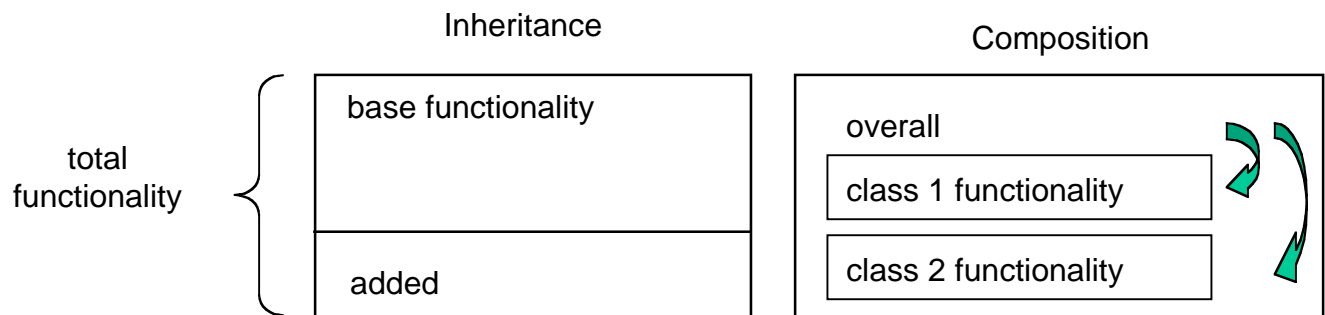 Inheritance
Composition
total
functionality
base functionality
added
overall
class 1 functionality
class 2 functionality